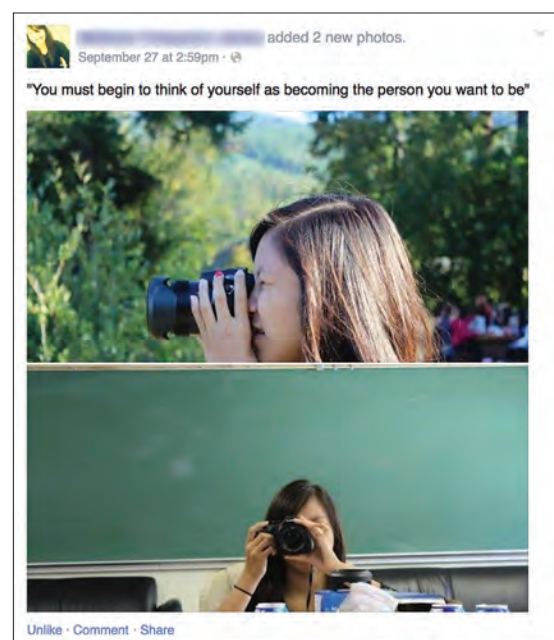 added 2 new photos.
September 27 at 2:59pm ·
"You must begin to think of yourself as becoming the person you want to be"
Unlike · Comment · Share